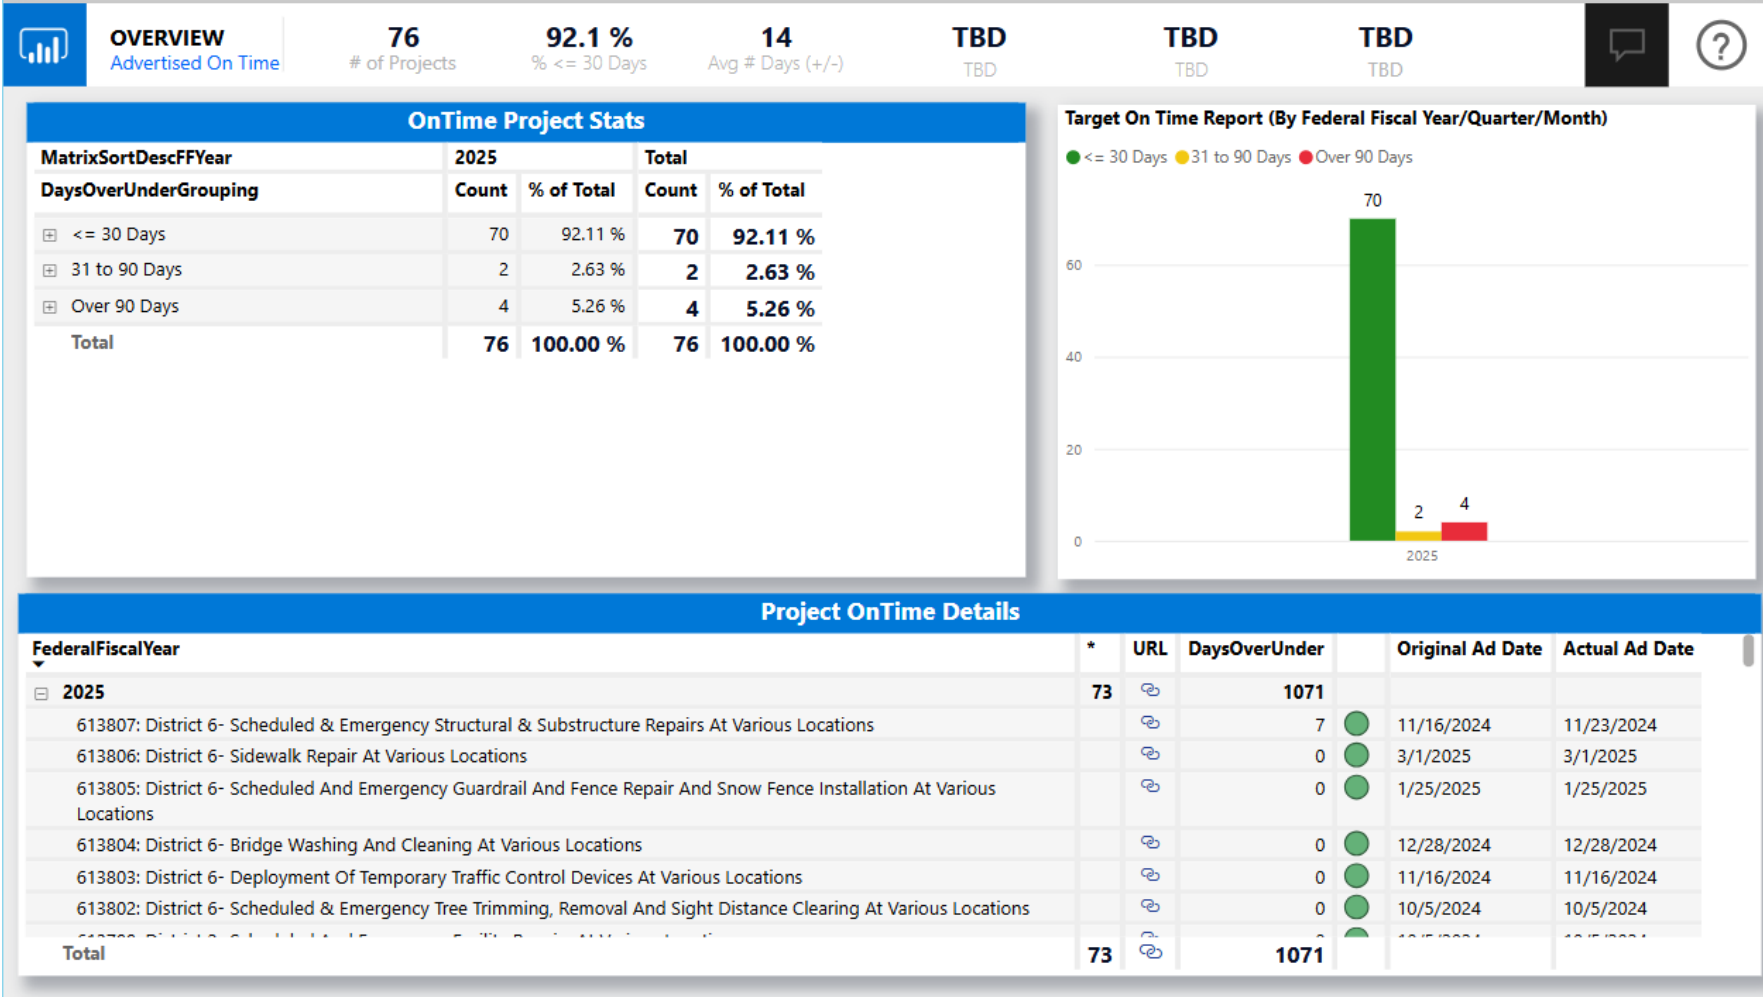 OVERVIEW
Advertised On Time
76
# of Projects
92.1 %
% <= 30 Days
14
Avg # Days (+/-)
TBD
TBD
TBD
TBD
TBD
TBD
OnTime Project Stats
MatrixSortDescFFYear 2025 Total
DaysOverUnderGrouping Count % of Total Count % of Total
<= 30 Days 70 92.11 % 70 92.11 %
31 to 90 Days 2 2.63 % 2 2.63 %
Over 90 Days 4 5.26 % 4 5.26 %
Total 76 100.00 % 76 100.00 %
Target On Time Report (By Federal Fiscal Year/Quarter/Month)
<= 30 Days 31 to 90 Days Over 90 Days
70
60
40
20
2
4
0
2025
Project OnTime Details
FederalFiscalYear * URL DaysOverUnder Original Ad Date Actual Ad Date
2025 73 1071
613807: District 6- Scheduled & Emergency Structural & Substructure Repairs At Various Locations 7 11/16/2024 11/23/2024
613806: District 6- Sidewalk Repair At Various Locations 0 3/1/2025 3/1/2025
613805: District 6- Scheduled And Emergency Guardrail And Fence Repair And Snow Fence Installation At Various 0 1/25/2025 1/25/2025
Locations
613804: District 6- Bridge Washing And Cleaning At Various Locations 0 12/28/2024 12/28/2024
613803: District 6- Deployment Of Temporary Traffic Control Devices At Various Locations 0 11/16/2024 11/16/2024
613802: District 6- Scheduled & Emergency Tree Trimming, Removal And Sight Distance Clearing At Various Locations 0 10/5/2024 10/5/2024
Total 73 1071